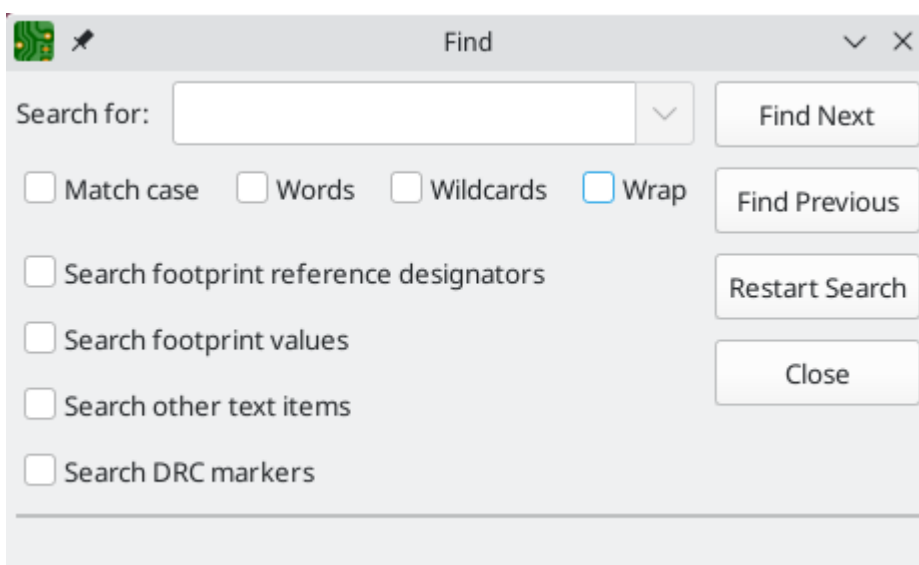 Find
Search for:
Find Next
Match case Words Wildcards Wrap
Find Previous
Search footprint reference designators
Restart Search
Search footprint values
Close
Search other text items
Search DRC markers